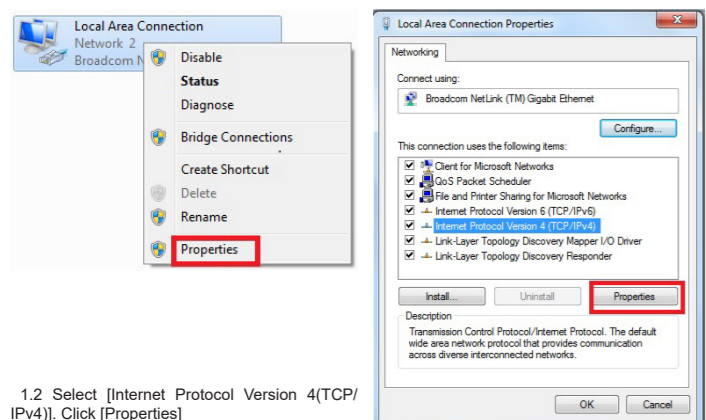 Local Area Connection
Network 2
Broadcom N
Disable
Status
Diagnose
Bridge Connections
Create Shortcut
Delete
Rename
Properties
1.2 Select [Internet Protocol Version 4(TCP/
IPv4)]. Click [Properties]
Local Area Connection Properties
X
Networking
Connect using:
Broadcom NetLink (TM) Gigabit Ethernet
Configure...
This connection uses the following items:
Client for Microsoft Networks
QoS Packet Scheduler
File and Printer Sharing for Microsoft Networks
Internet Protocol Version 6 (TCP/IPv6)
Internet Protocol Version 4 (TCP/IPv4)
Link-Layer Topology Discovery Mapper I/O Driver
Link-Layer Topology Discovery Responder
Install...
Uninstall
Properties
Description
Transmission Control Protocol/Internet Protocol. The default
wide area network protocol that provides communication
across diverse interconnected networks.
OK
Cancel